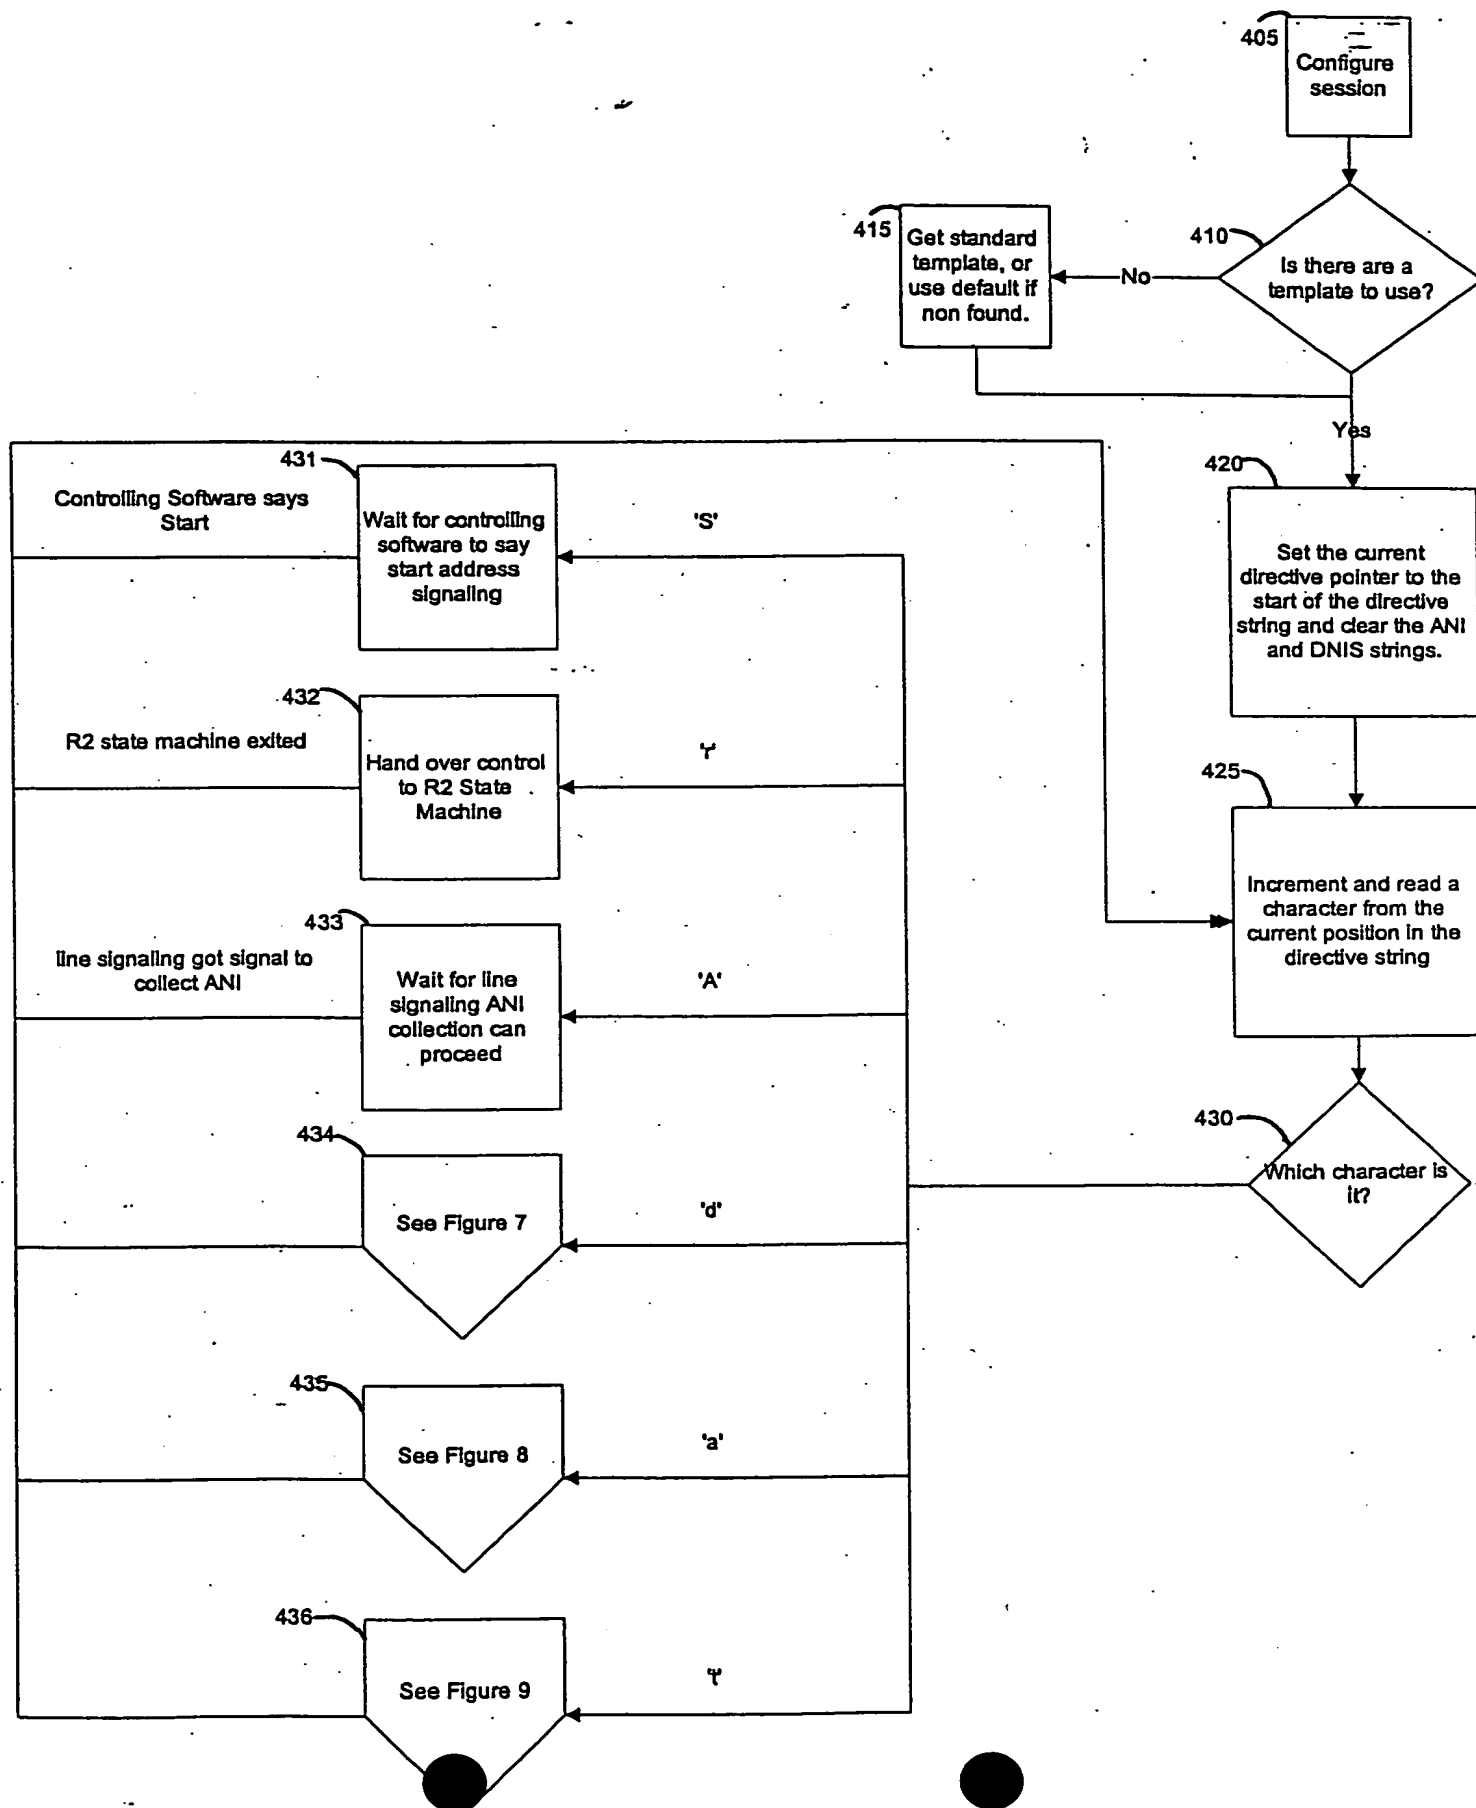 405
Configure
session
410
Is there are a
template to use?
No
415
Get standard
template, or
use default if
non found.
Yes
420
Set the current
directive pointer to the
start of the directive
string and clear the ANI
and DNIS strings.
425
Increment and read a
character from the
current position in the
directive string
430
Which character is
it?
431
Controlling Software says
Start
Wait for controlling
software to say
start address
signaling
'S'
432
R2 state machine exited
Hand over control
to R2 State
Machine
'r'
433
line signaling got signal to
collect ANI
Wait for line
signaling ANI
collection can
proceed
'A'
434
See Figure 7
'd'
435
See Figure 8
'a'
436
See Figure 9
't'